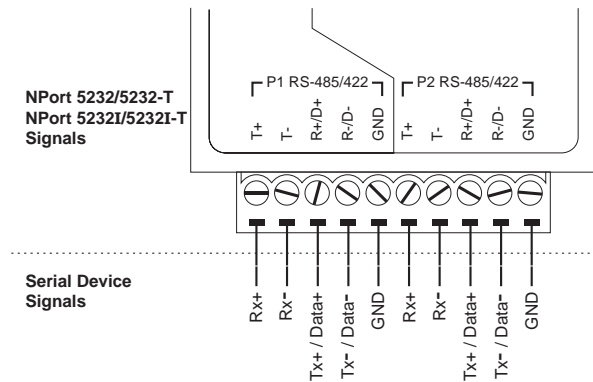 P1 RS-485/422
P2 RS-485/422
NPort 5232/5232-T
NPort 5232I/5232I-T
Signals
T+
T-
R+/D+
R-/D-
GND
T+
T-
R+/D+
R-/D-
GND
Serial Device
Signals
Rx+
Rx-
Tx+ / Data+
Tx- / Data-
GND
Rx+
Rx-
Tx+ / Data+
Tx- / Data-
GND